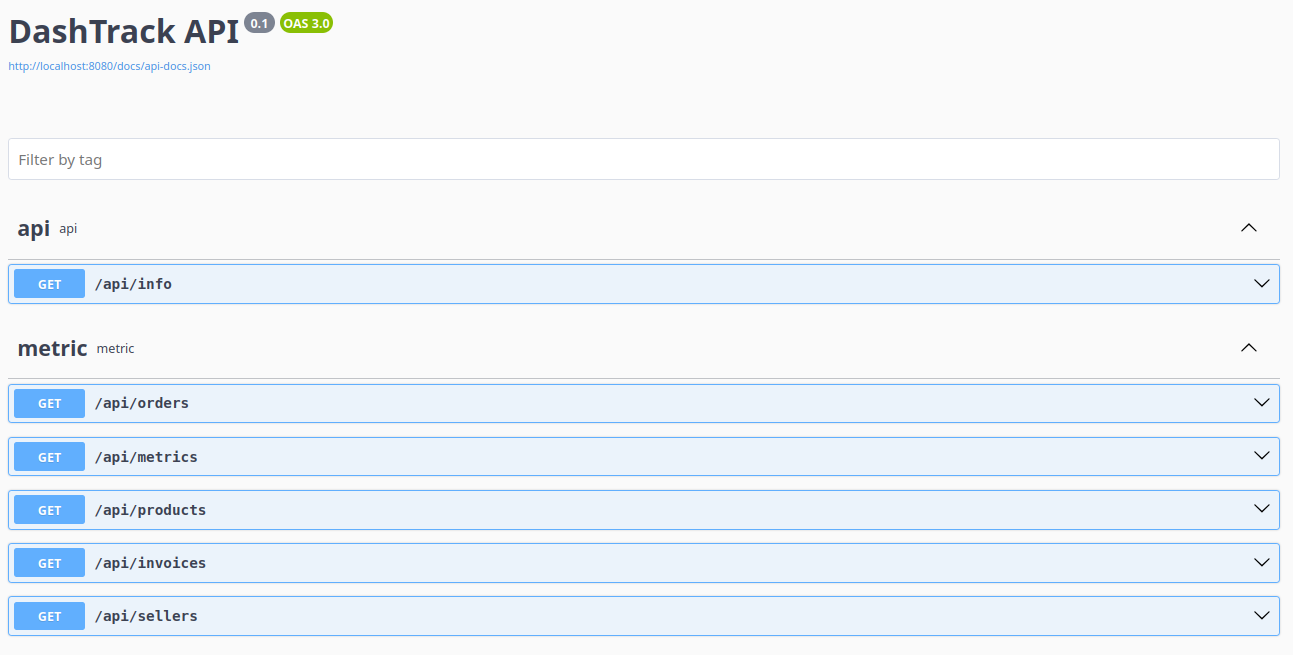 DashTrack API 0.1 OAS 3.0
http://localhost:8080/docs/api-docs.json
Filter by tag
api api
GET /api/info
metric metric
GET /api/orders
GET /api/metrics
GET /api/products
GET /api/invoices
GET /api/sellers